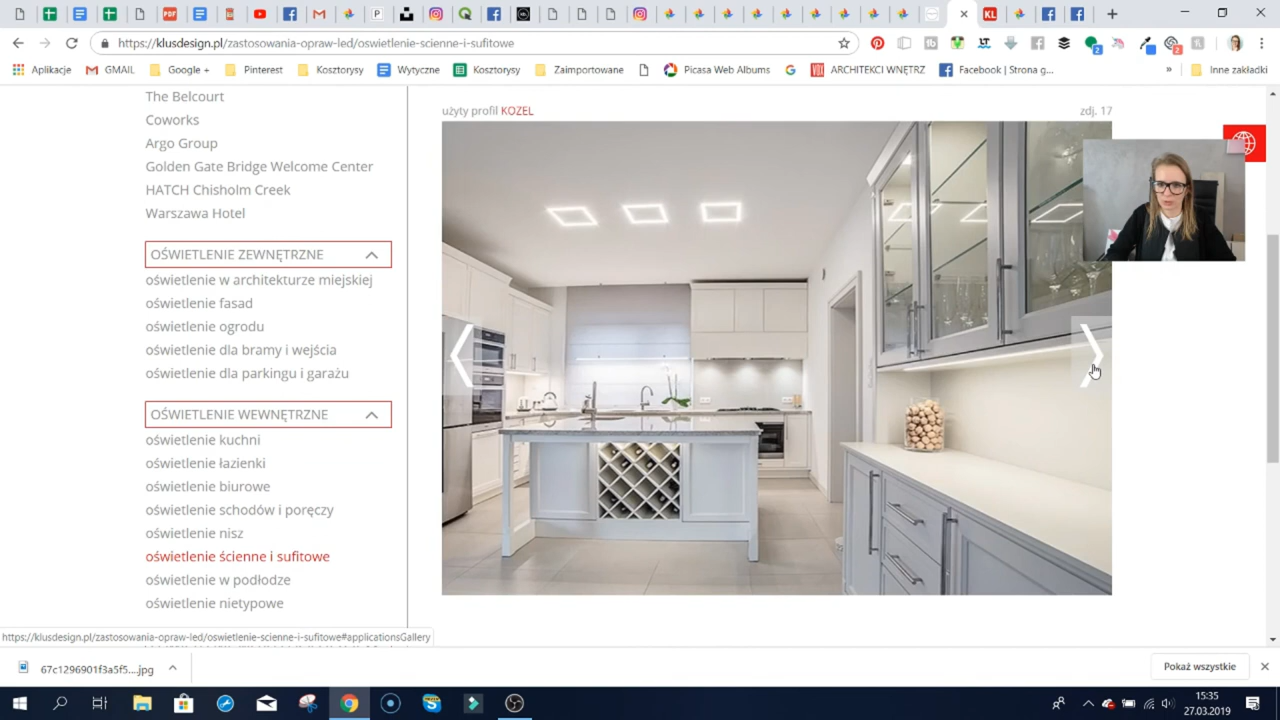 https://klusdesign.pl/zastosowania-opraw-led/oswietlenie-scienne-i-sufitowe
Aplikacje
GMAIL
Google +
Pinterest
Kosztorysy
Wytyczne
Kosztorysy
Zaimportowane
Picasa Web Albums
ARCHITEKCI WNĘTRZ
Facebook | Strona g...
»
Inne zakładki
The Belcourt
Coworks
Argo Group
Golden Gate Bridge Welcome Center
HATCH Chisholm Creek
Warszawa Hotel
OŚWIETLENIE ZEWNĘTRZNE
oświetlenie w architekturze miejskiej
oświetlenie fasad
oświetlenie ogrodu
oświetlenie dla bramy i wejścia
oświetlenie dla parkingu i garażu
OŚWIETLENIE WEWNĘTRZNE
oświetlenie kuchni
oświetlenie łazienki
oświetlenie biurowe
oświetlenie schodów i poręczy
oświetlenie nisz
oświetlenie ścienne i sufitowe
oświetlenie w podłodze
oświetlenie nietypowe
użyty profil KOZEL
zdj. 17
https://klusdesign.pl/zastosowania-opraw-led/oswietlenie-scienne-i-sufitowe#applicationsGallery
67c1296901f3a5f5....jpg
Pokaż wszystkie
15:35
27.03.2019